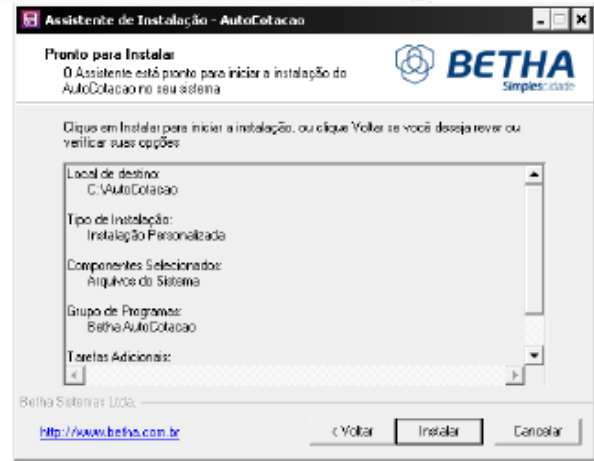 Assistente de Instalação - AutoCotacao
Pronto para Instalar
O Assistente está pronto para iniciar a instalação do
AutoCotacao no seu sistema
BETHA
Simplescidade
Clique em Instalar para iniciar a instalação, ou clique Voltar se você deseja rever ou
verificar suas opções
Local de destino:
C:\AutoCotacao
Tipo de Instalação:
Instalação Personalizada
Componentes Selecionados:
Arquivos do Sistema
Grupo de Programas:
Betha AutoCotacao
Tarefas Adicionais:
Betha Sistemas Ltda.
http://www.betha.com.br
< Voltar
Instalar
Cancelar